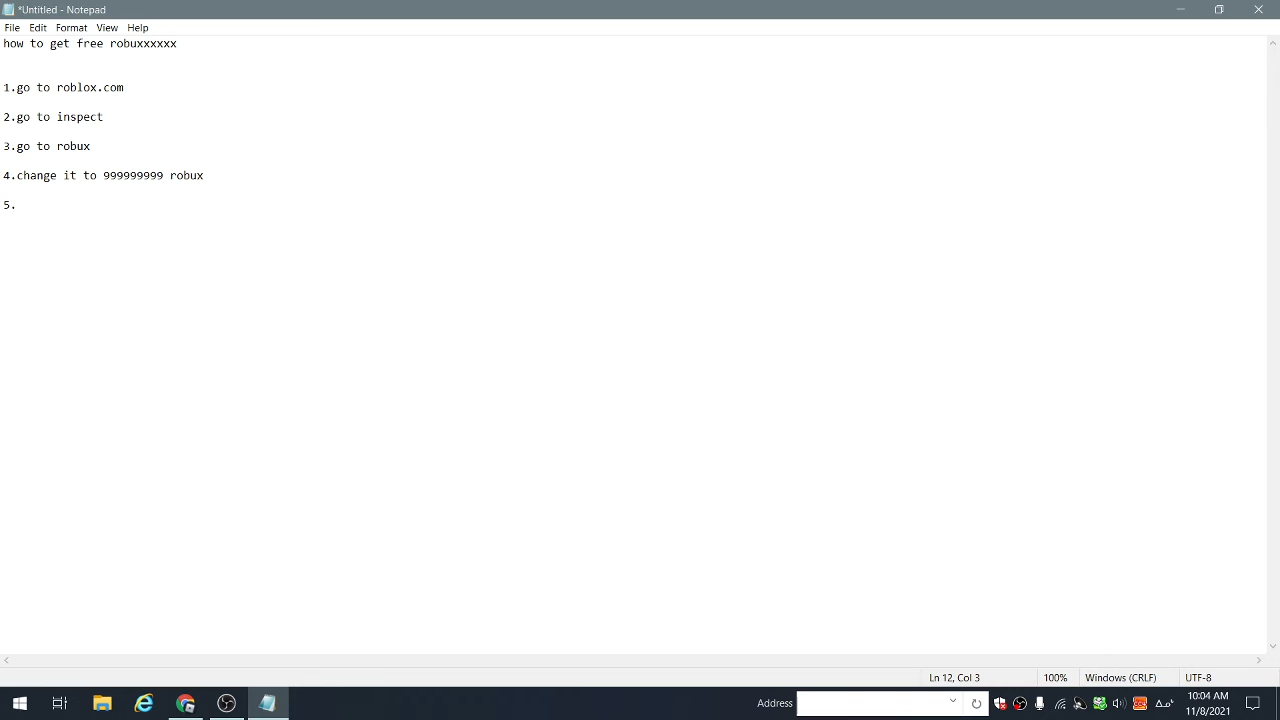 *Untitled - Notepad
File Edit Format View Help
how to get free robuxxxxxx
1.go to roblox.com
2.go to inspect
3.go to robux
4.change it to 999999999 robux
5.
Ln 12, Col 3 100% Windows (CRLF) UTF-8
Address
10:04 AM
11/8/2021